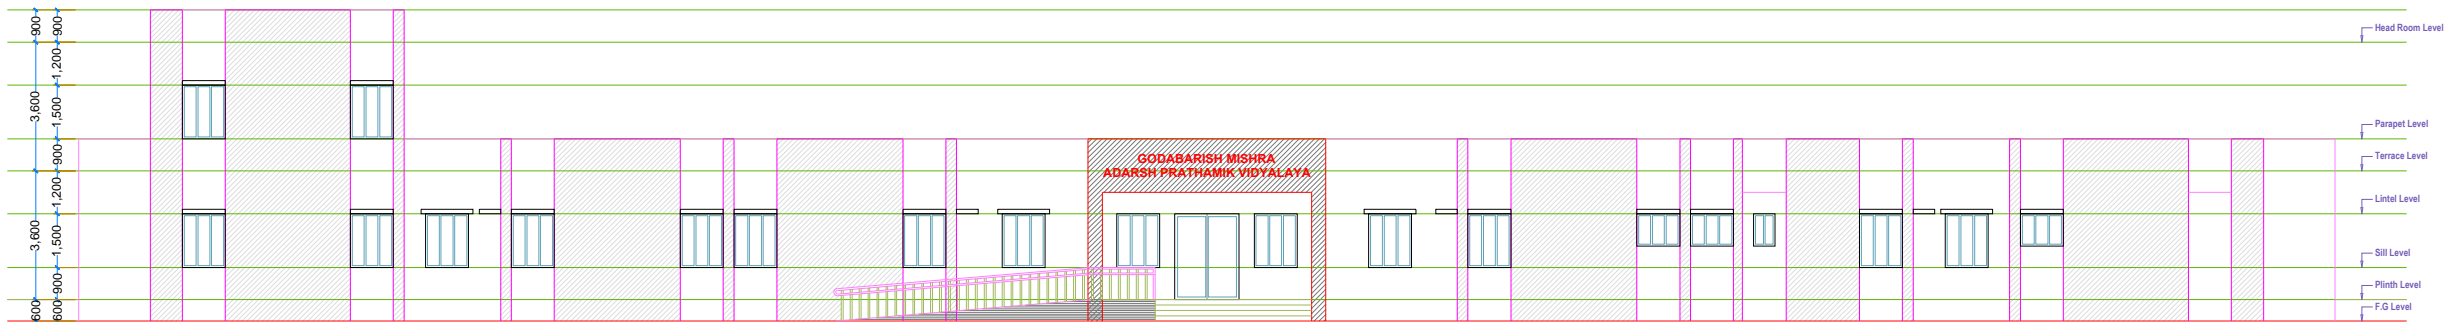 900
900
Head Room Level
1,200
3,600
1,500
Parapet Level
900
GODABARISH MISHRA
Terrace Level
ADARSH PRATHAMIK VIDYALAYA
1,200
Lintel Level
3,600
1,500
Sill Level
900
Plinth Level
600
600
F.G Level